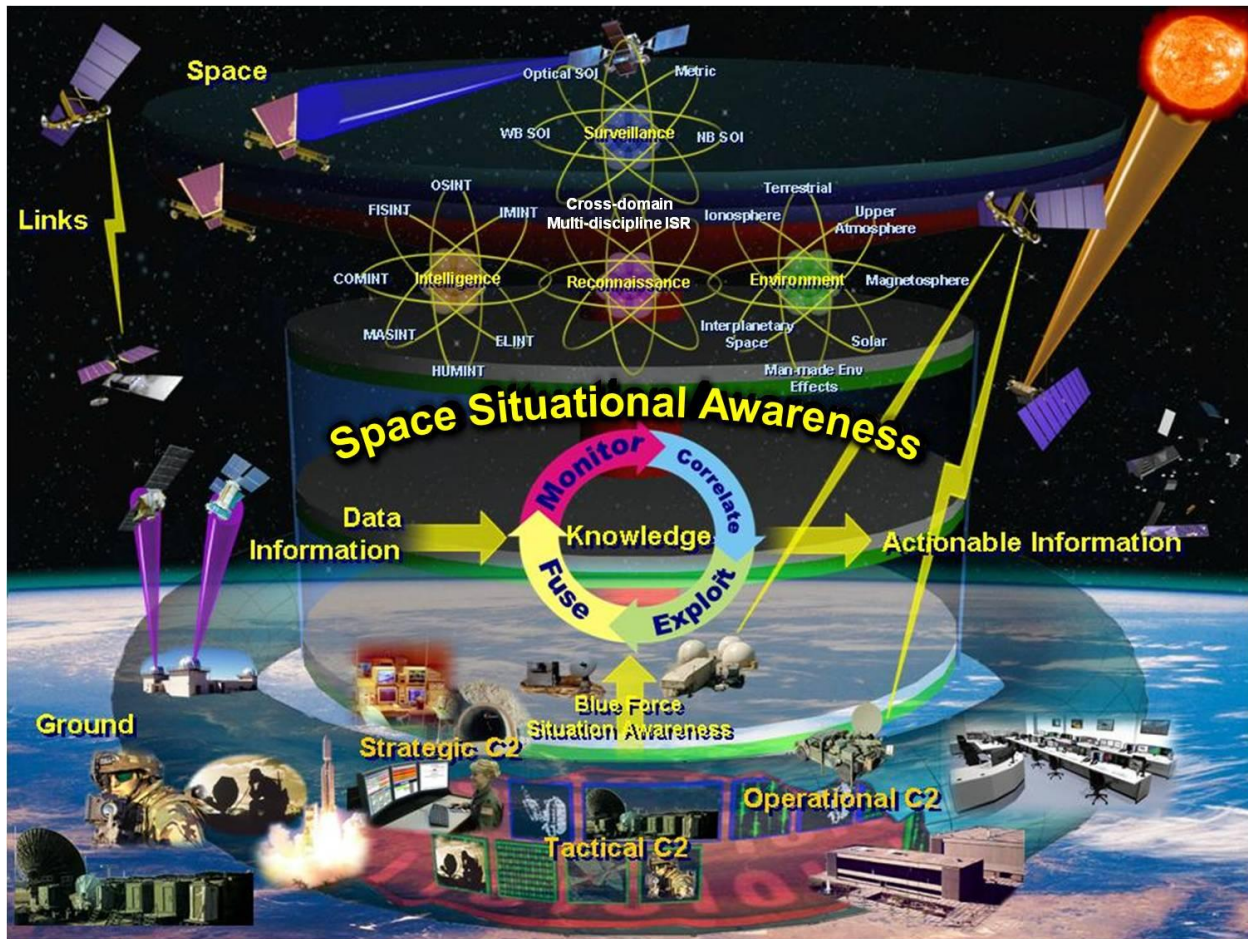 Space
Optical SOI
Metric
WB SOI
Surveillance
NB SOI
Links
OSINT
FISINT
IMINT
COMINT
Intelligence
MASINT
ELINT
HUMINT
Cross-domain
Multi-discipline ISR
Reconnaissance
Terrestrial
Ionosphere
Upper
Atmosphere
Environment
Magnetosphere
Interplanetary
Space
Solar
Man-made Env
Effects
Space Situational Awareness
Monitor
Correlate
Exploit
Fuse
Knowledge
Data
Information
Actionable Information
Blue Force
Situation Awareness
Ground
Strategic C2
Operational C2
Tactical C2